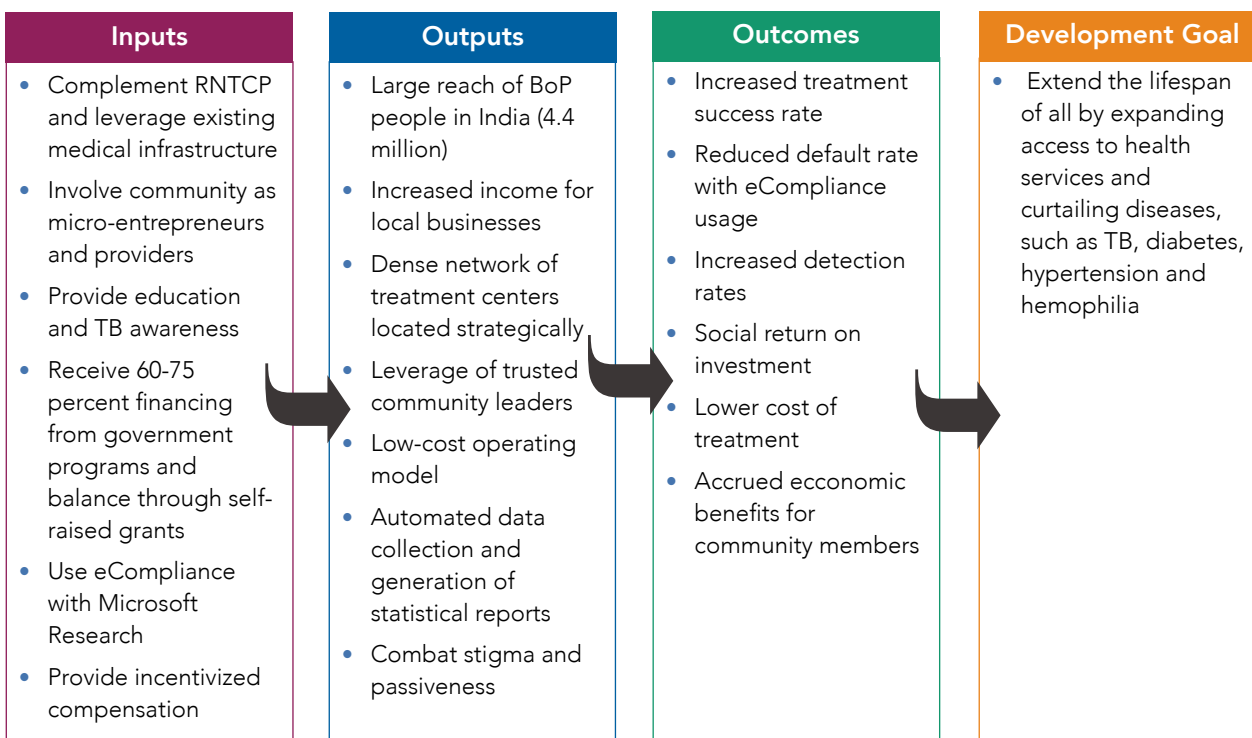 Inputs
• Complement RNTCP
and leverage existing
medical infrastructure
• Involve community as
micro-entrepreneurs
and providers
• Provide education
and TB awareness
• Receive 60-75
percent financing
from government
programs and
balance through self-
raised grants
• Use eCompliance
with Microsoft
Research
• Provide incentivized
compensation
Outputs
• Large reach of BoP
people in India (4.4
million)
• Increased income for
local businesses
• Dense network of
treatment centers
located strategically
• Leverage of trusted
community leaders
• Low-cost operating
model
• Automated data
collection and
generation of
statistical reports
• Combat stigma and
passiveness
Outcomes
• Increased treatment
success rate
• Reduced default rate
with eCompliance
usage
• Increased detection
rates
• Social return on
investment
• Lower cost of
treatment
• Accrued ecconomic
benefits for
community members
Development Goal
• Extend the lifespan
of all by expanding
access to health
services and
curtailing diseases,
such as TB, diabetes,
hypertension and
hemophilia